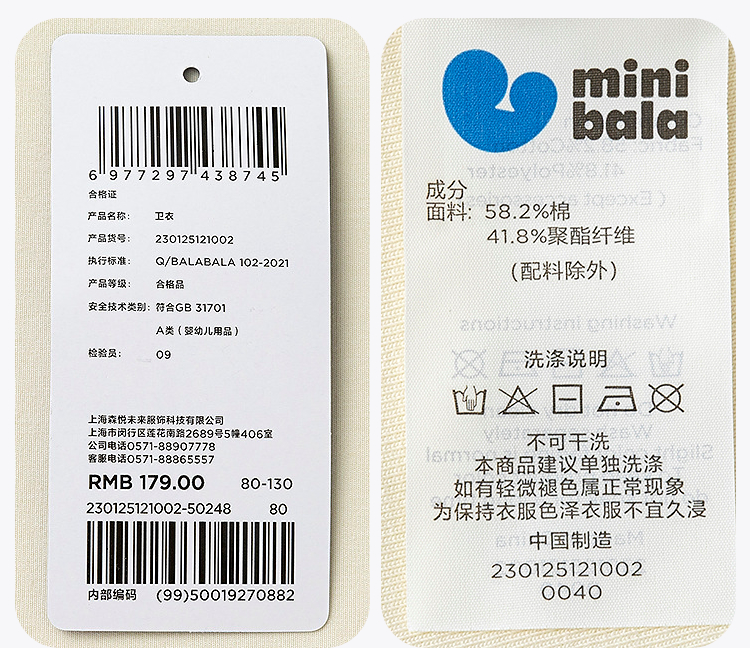 6 977297 438745
合格证
产品名称: 卫衣
产品货号: 230125121002
执行标准: Q/BALABALA 102-2021
产品等级: 合格品
安全技术类别: 符合GB 31701
A类（婴幼儿用品）
检验员: 09
上海森悦未来服饰科技有限公司
上海市闵行区莲花南路2689号5幢406室
公司电话0571-88907778
客服电话0571-88865557
RMB 179.00 80-130
230125121002-50248 80
内部编码 (99)50019270882
mini
bala
成分
面料: 58.2%棉
41.8%聚酯纤维
(配料除外)
洗涤说明
不可干洗
本商品建议单独洗涤
如有轻微褪色属正常现象
为保持衣服色泽衣服不宜久浸
中国制造
230125121002
0040